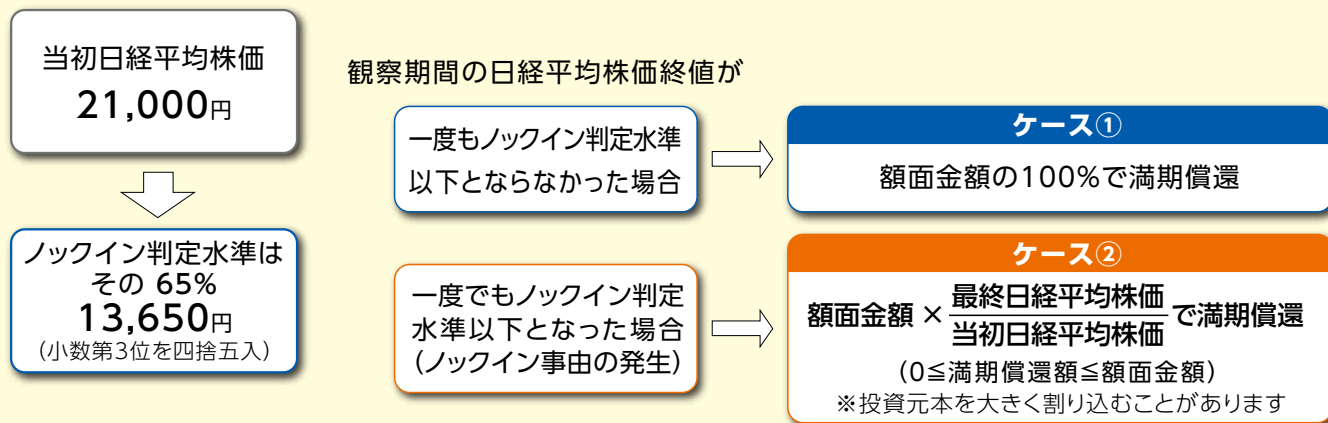 当初日経平均株価
21,000円
ノックイン判定水準は
その 65%
13,650円
(小数第3位を四捨五入)
観察期間の日経平均株価終値が
一度もノックイン判定水準
以下とならなかった場合
ケース①
額面金額の100%で満期償還
一度でもノックイン判定
水準以下となった場合
(ノックイン事由の発生)
ケース②
額面金額 × 最終日経平均株価
当初日経平均株価 で満期償還
(0≦満期償還額≦額面金額)
※投資元本を大きく割り込むことがあります